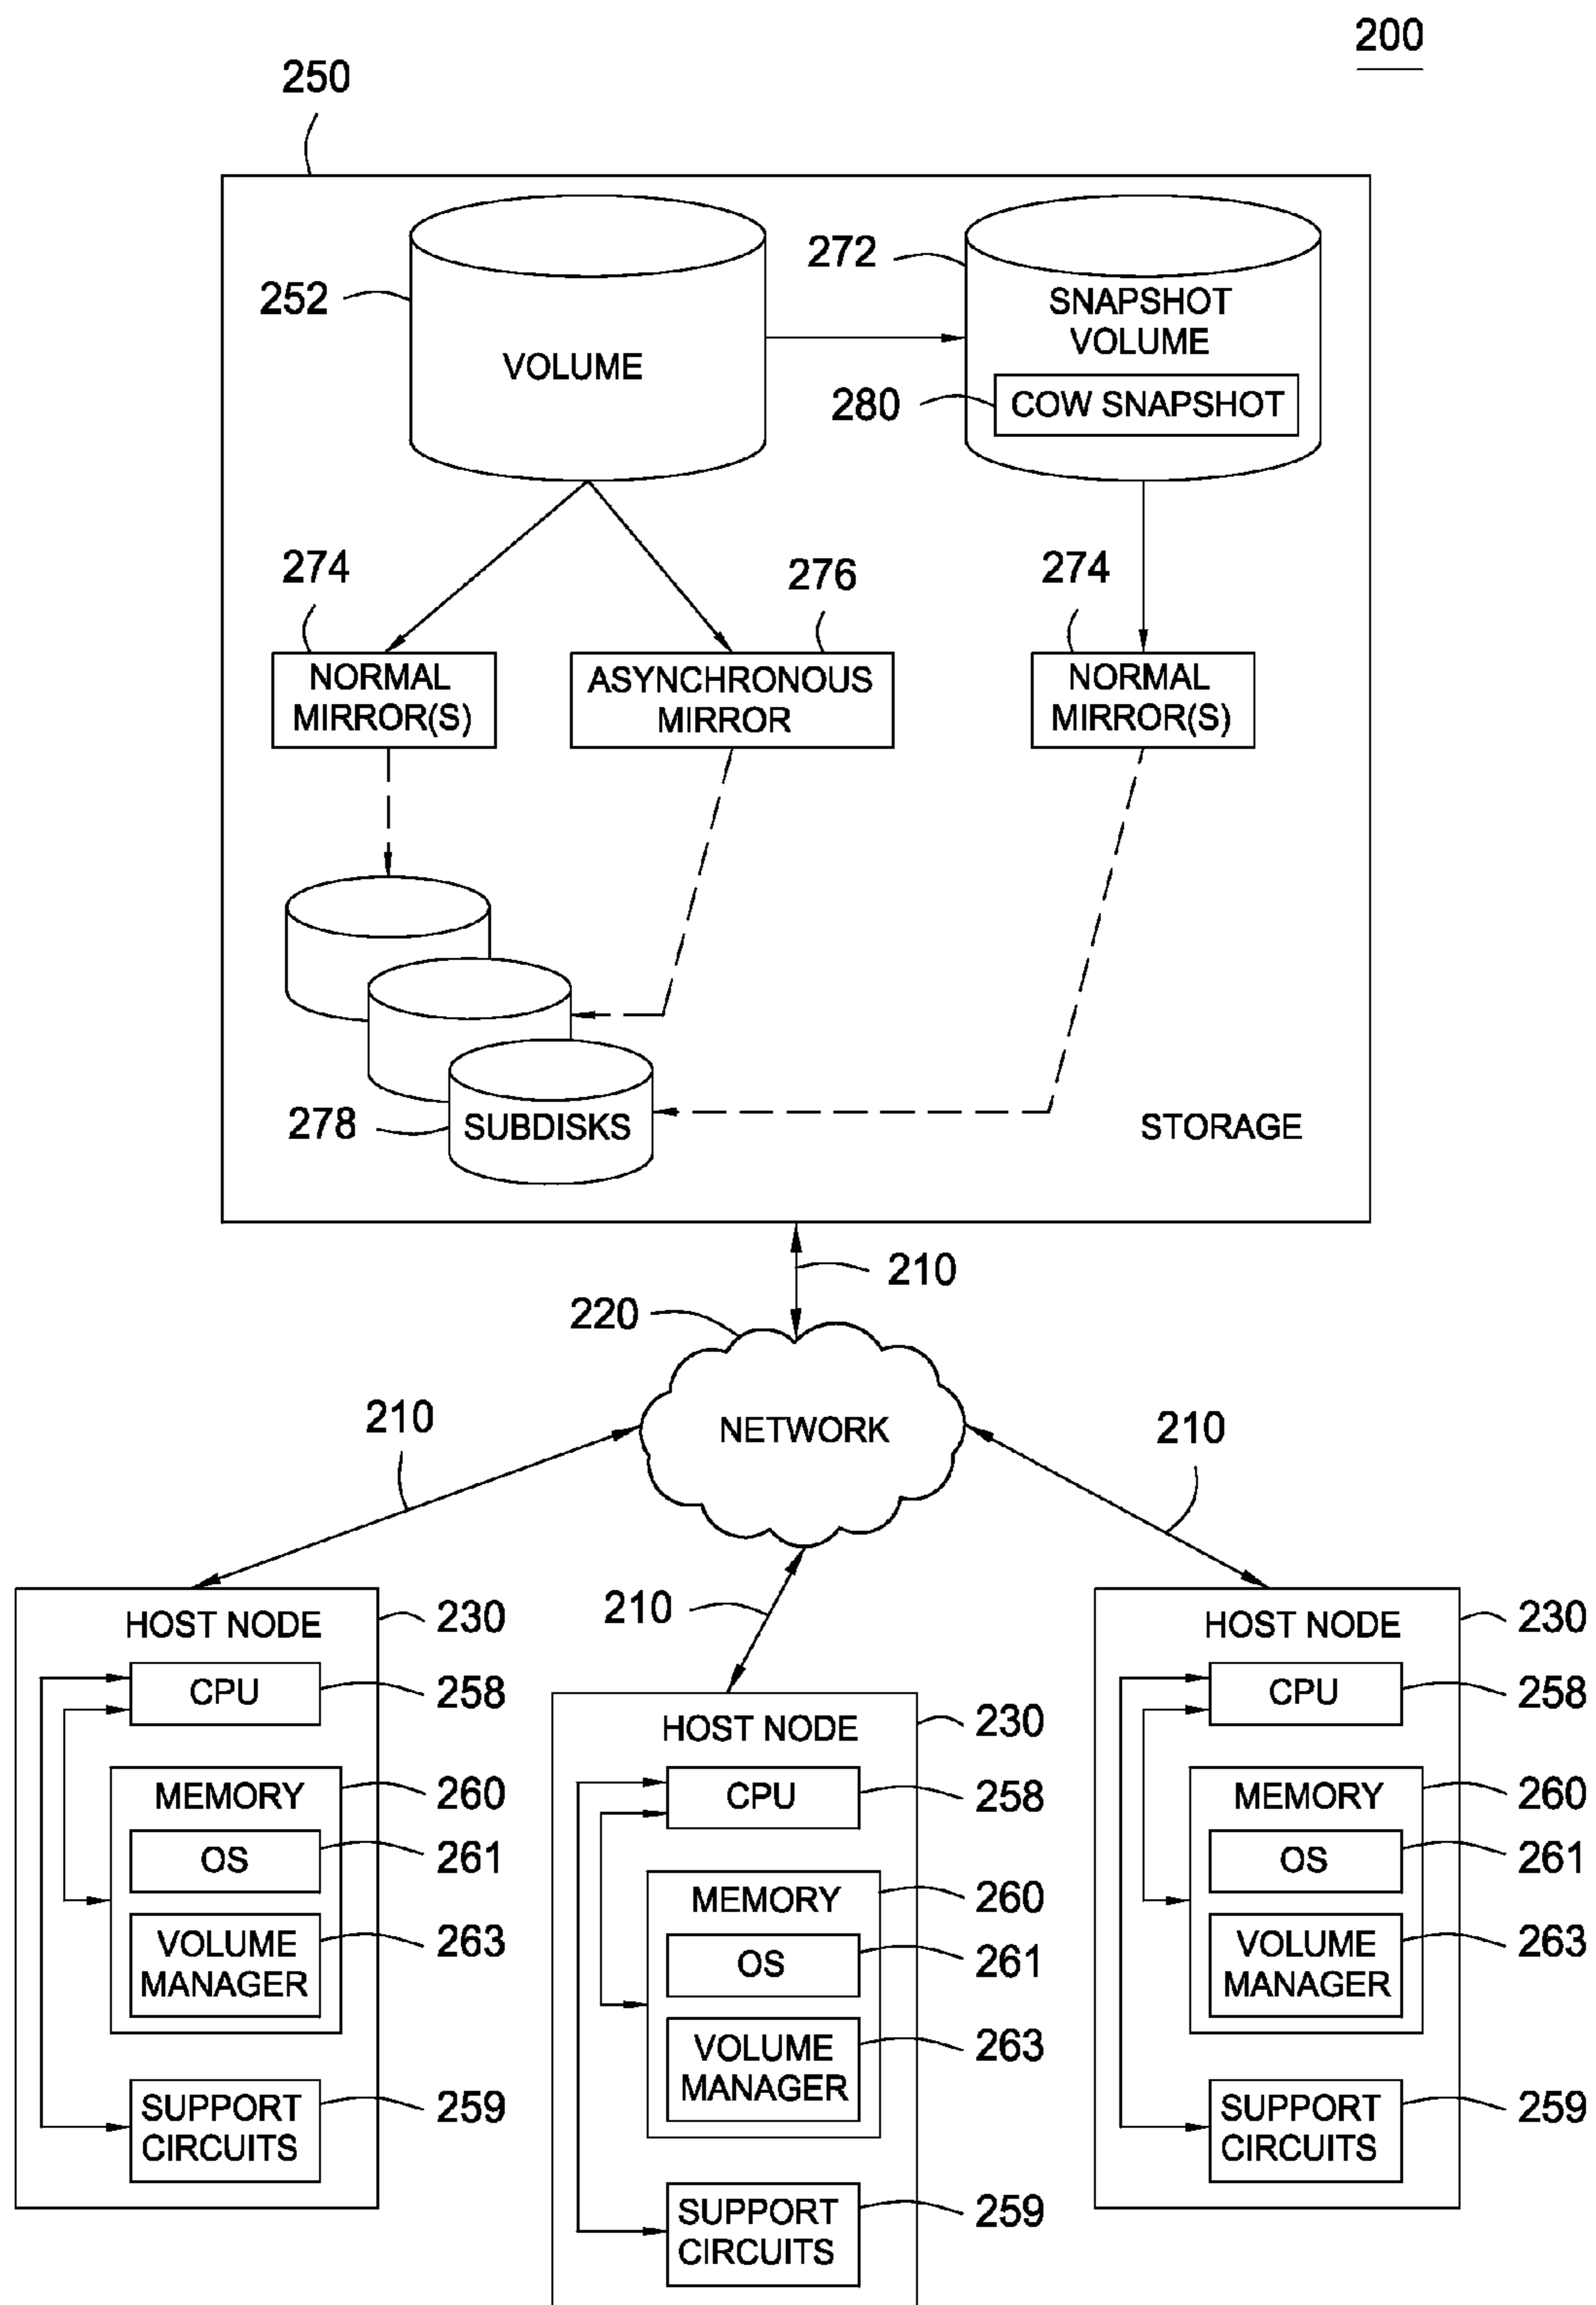 200
250
252
VOLUME
272
SNAPSHOT
VOLUME
280
COW SNAPSHOT
274
276
274
NORMAL
MIRROR(S)
ASYNCHRONOUS
MIRROR
NORMAL
MIRROR(S)
278
SUBDISKS
STORAGE
210
220
NETWORK
210
210
210
HOST NODE
230
CPU
258
MEMORY
260
OS
261
VOLUME
MANAGER
263
SUPPORT
CIRCUITS
259
HOST NODE
230
CPU
258
MEMORY
260
OS
261
VOLUME
MANAGER
263
SUPPORT
CIRCUITS
259
HOST NODE
230
CPU
258
MEMORY
260
OS
261
VOLUME
MANAGER
263
SUPPORT
CIRCUITS
259